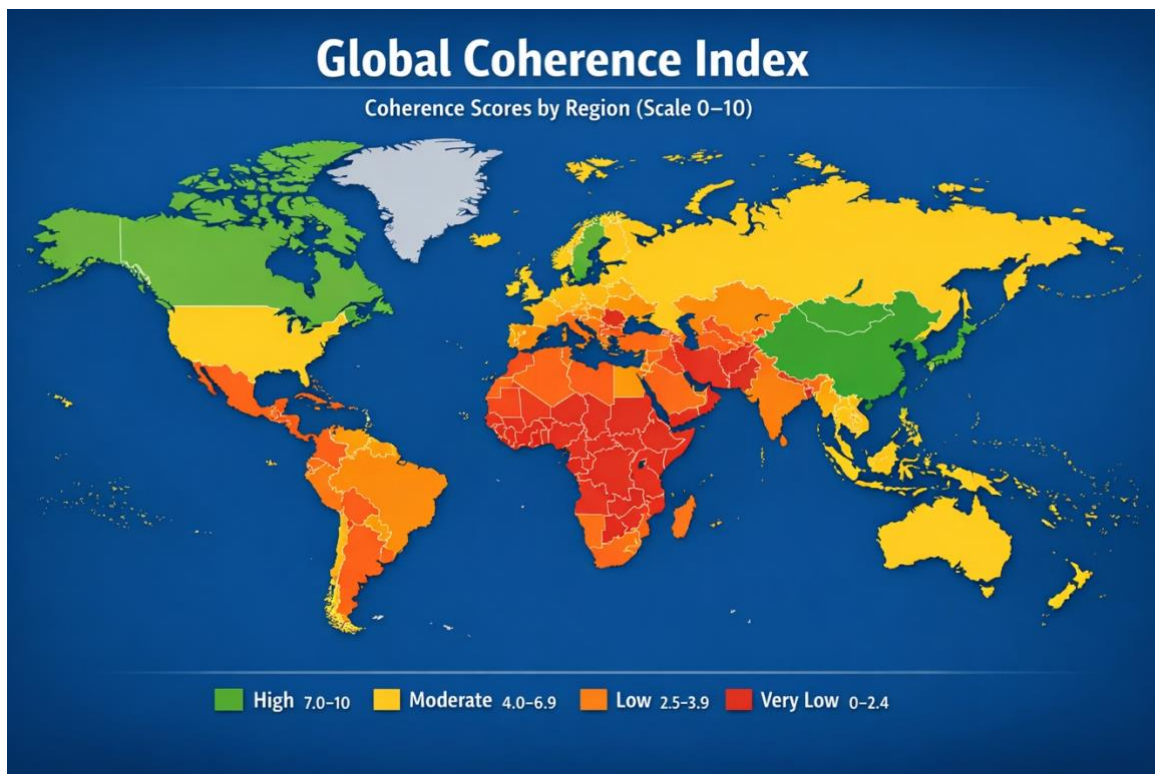 Global Coherence Index
Coherence Scores by Region (Scale 0–10)
High 7.0–10 Moderate 4.0–6.9 Low 2.5–3.9 Very Low 0–2.4